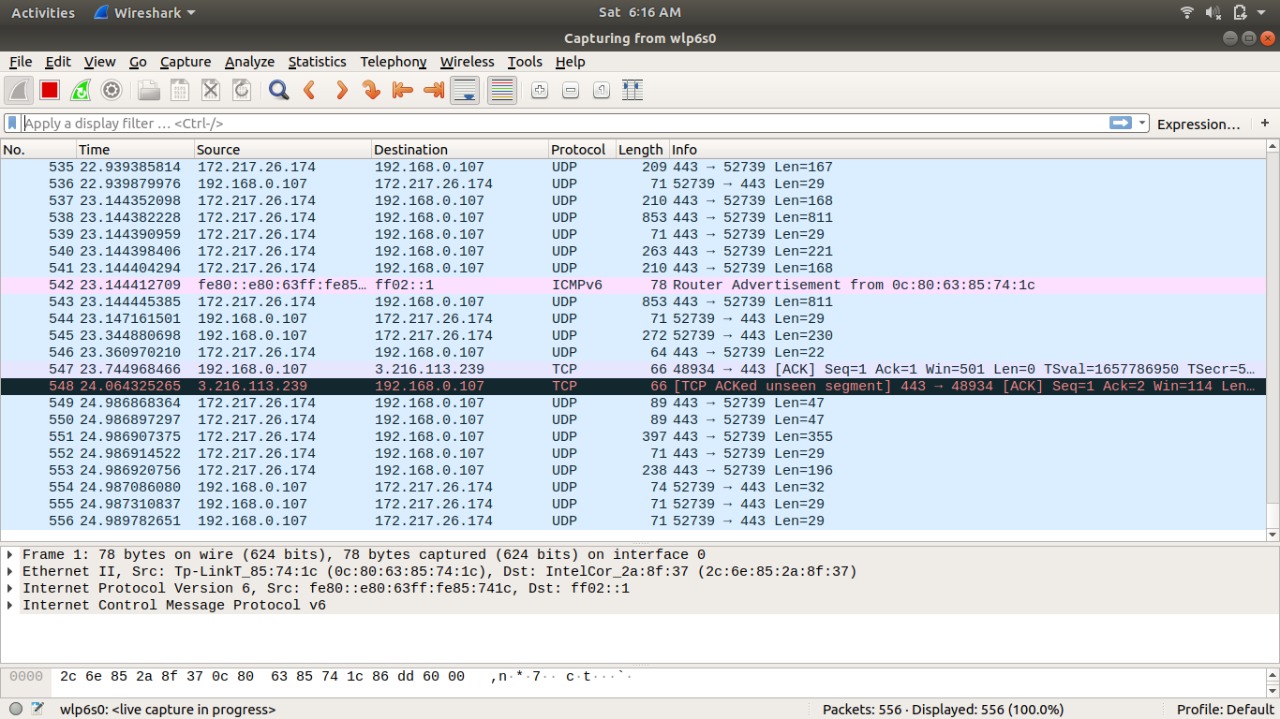 Activities Wireshark Sat 6:16 AM
Capturing from wlp6s0
File Edit View Go Capture Analyze Statistics Telephony Wireless Tools Help
Apply a display filter … <Ctrl-/> Expression… +
No. Time Source Destination Protocol Length Info
535 22.939385814 172.217.26.174 192.168.0.107 UDP 209 443 → 52739 Len=167
536 22.939879976 192.168.0.107 172.217.26.174 UDP 71 52739 → 443 Len=29
537 23.144352098 172.217.26.174 192.168.0.107 UDP 210 443 → 52739 Len=168
538 23.144382228 172.217.26.174 192.168.0.107 UDP 853 443 → 52739 Len=811
539 23.144390959 172.217.26.174 192.168.0.107 UDP 71 443 → 52739 Len=29
540 23.144398406 172.217.26.174 192.168.0.107 UDP 263 443 → 52739 Len=221
541 23.144404294 172.217.26.174 192.168.0.107 UDP 210 443 → 52739 Len=168
542 23.144412709 fe80::e80:63ff:fe85… ff02::1 ICMPv6 78 Router Advertisement from 0c:80:63:85:74:1c
543 23.144445385 172.217.26.174 192.168.0.107 UDP 853 443 → 52739 Len=811
544 23.147161501 192.168.0.107 172.217.26.174 UDP 71 52739 → 443 Len=29
545 23.344880698 192.168.0.107 172.217.26.174 UDP 272 52739 → 443 Len=230
546 23.360970210 172.217.26.174 192.168.0.107 UDP 64 443 → 52739 Len=22
547 23.744968466 192.168.0.107 3.216.113.239 TCP 66 48934 → 443 [ACK] Seq=1 Ack=1 Win=501 Len=0 TSval=1657786950 TSecr=5…
548 24.064325265 3.216.113.239 192.168.0.107 TCP 66 [TCP ACKed unseen segment] 443 → 48934 [ACK] Seq=1 Ack=2 Win=114 Len…
549 24.986868364 172.217.26.174 192.168.0.107 UDP 89 443 → 52739 Len=47
550 24.986897297 172.217.26.174 192.168.0.107 UDP 89 443 → 52739 Len=47
551 24.986907375 172.217.26.174 192.168.0.107 UDP 397 443 → 52739 Len=355
552 24.986914522 172.217.26.174 192.168.0.107 UDP 71 443 → 52739 Len=29
553 24.986920756 172.217.26.174 192.168.0.107 UDP 238 443 → 52739 Len=196
554 24.987086080 192.168.0.107 172.217.26.174 UDP 74 52739 → 443 Len=32
555 24.987310837 192.168.0.107 172.217.26.174 UDP 71 52739 → 443 Len=29
556 24.989782651 192.168.0.107 172.217.26.174 UDP 71 52739 → 443 Len=29
Frame 1: 78 bytes on wire (624 bits), 78 bytes captured (624 bits) on interface 0
Ethernet II, Src: Tp-LinkT_85:74:1c (0c:80:63:85:74:1c), Dst: IntelCor_2a:8f:37 (2c:6e:85:2a:8f:37)
Internet Protocol Version 6, Src: fe80::e80:63ff:fe85:741c, Dst: ff02::1
Internet Control Message Protocol v6
0000 2c 6e 85 2a 8f 37 0c 80 63 85 74 1c 86 dd 60 00 ,n·*·7·· c·t···`·
wlp6s0: <live capture in progress> Packets: 556 · Displayed: 556 (100.0%) Profile: Default